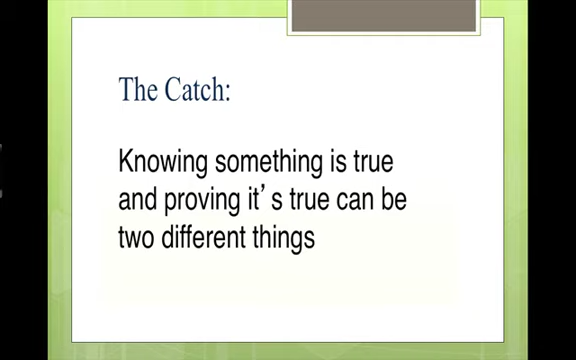 The Catch:
Knowing something is true
and proving it’s true can be
two different things